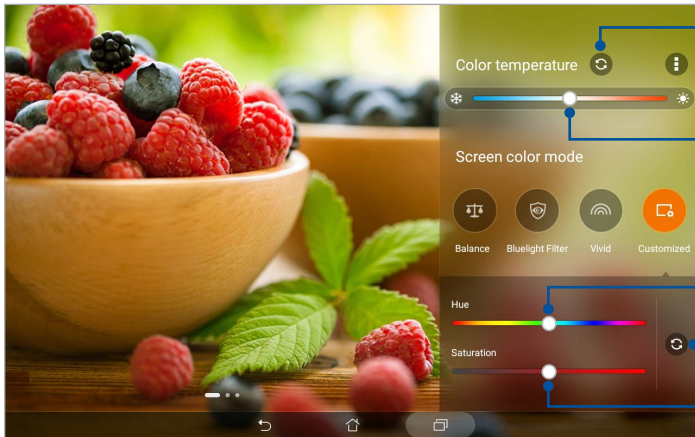 Color temperature
Screen color mode
Balance Bluelight Filter Vivid Customized
Hue
Saturation